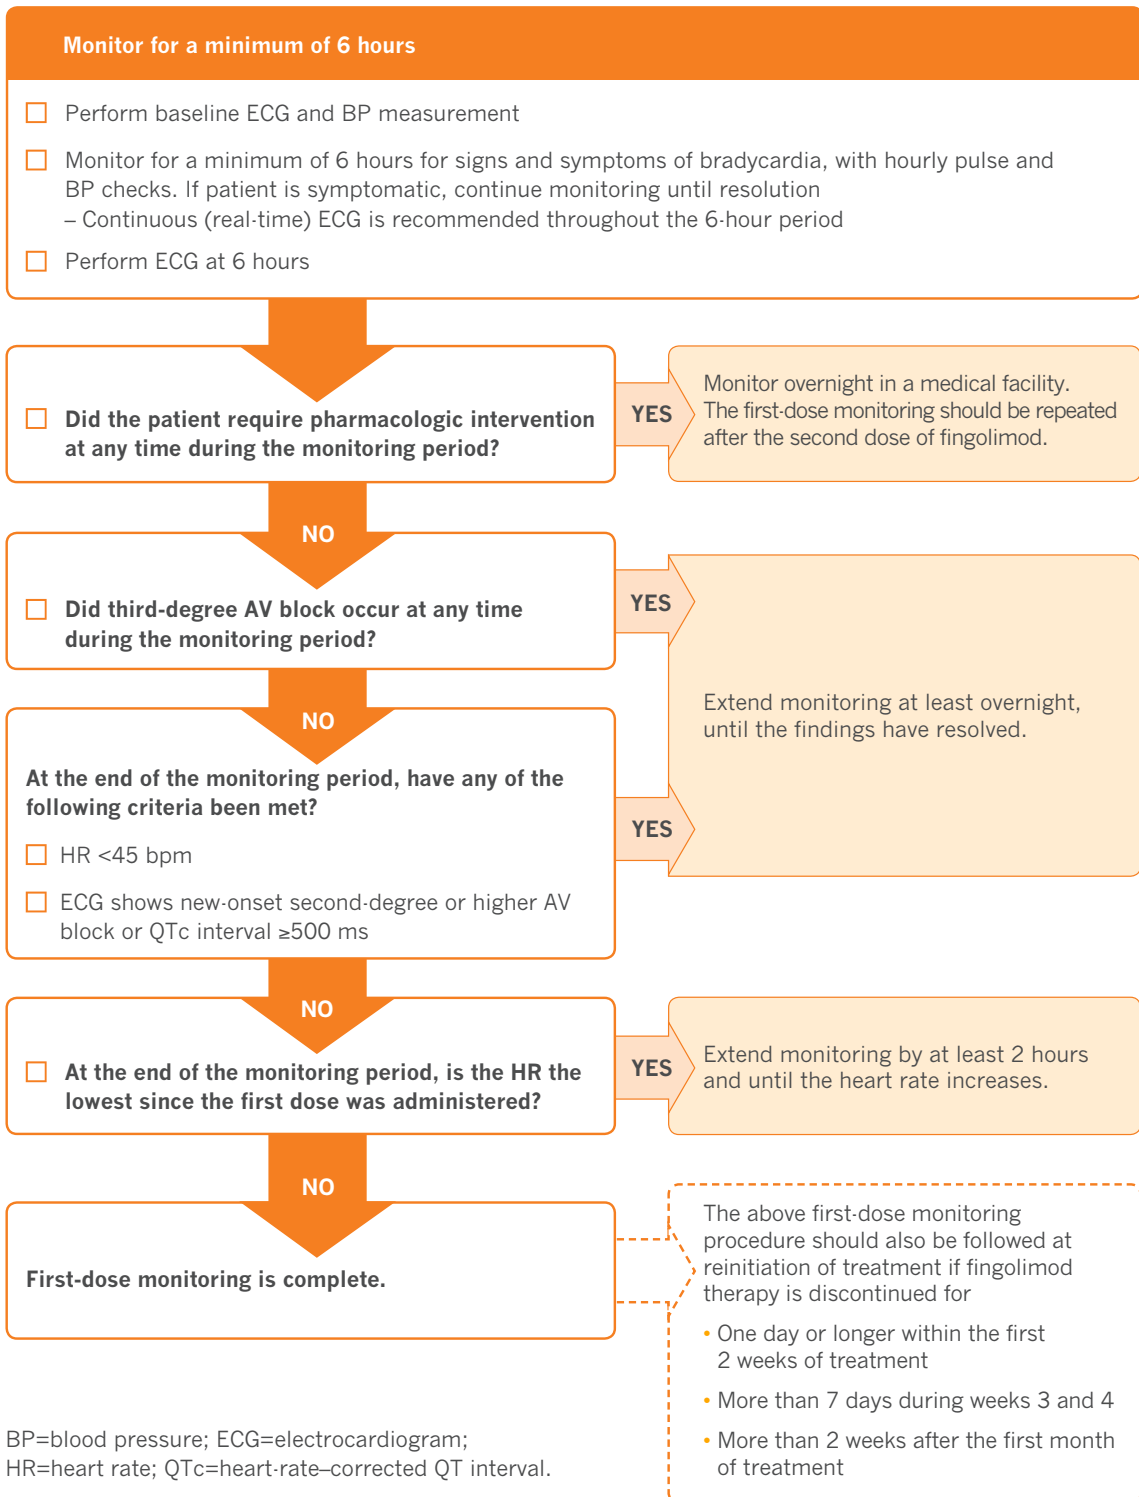 Monitor for a minimum of 6 hours
Perform baseline ECG and BP measurement
Monitor for a minimum of 6 hours for signs and symptoms of bradycardia, with hourly pulse and
BP checks. If patient is symptomatic, continue monitoring until resolution
– Continuous (real-time) ECG is recommended throughout the 6-hour period
Perform ECG at 6 hours
Did the patient require pharmacologic intervention
at any time during the monitoring period?
YES
Monitor overnight in a medical facility.
The first-dose monitoring should be repeated
after the second dose of fingolimod.
NO
Did third-degree AV block occur at any time
during the monitoring period?
YES
Extend monitoring at least overnight,
until the findings have resolved.
NO
At the end of the monitoring period, have any of the
following criteria been met?
HR <45 bpm
ECG shows new-onset second-degree or higher AV
block or QTc interval ≥500 ms
YES
NO
At the end of the monitoring period, is the HR the
lowest since the first dose was administered?
YES
Extend monitoring by at least 2 hours
and until the heart rate increases.
NO
First-dose monitoring is complete.
The above first-dose monitoring
procedure should also be followed at
reinitiation of treatment if fingolimod
therapy is discontinued for
• One day or longer within the first
2 weeks of treatment
• More than 7 days during weeks 3 and 4
• More than 2 weeks after the first month
of treatment
BP=blood pressure; ECG=electrocardiogram;
HR=heart rate; QTc=heart-rate–corrected QT interval.